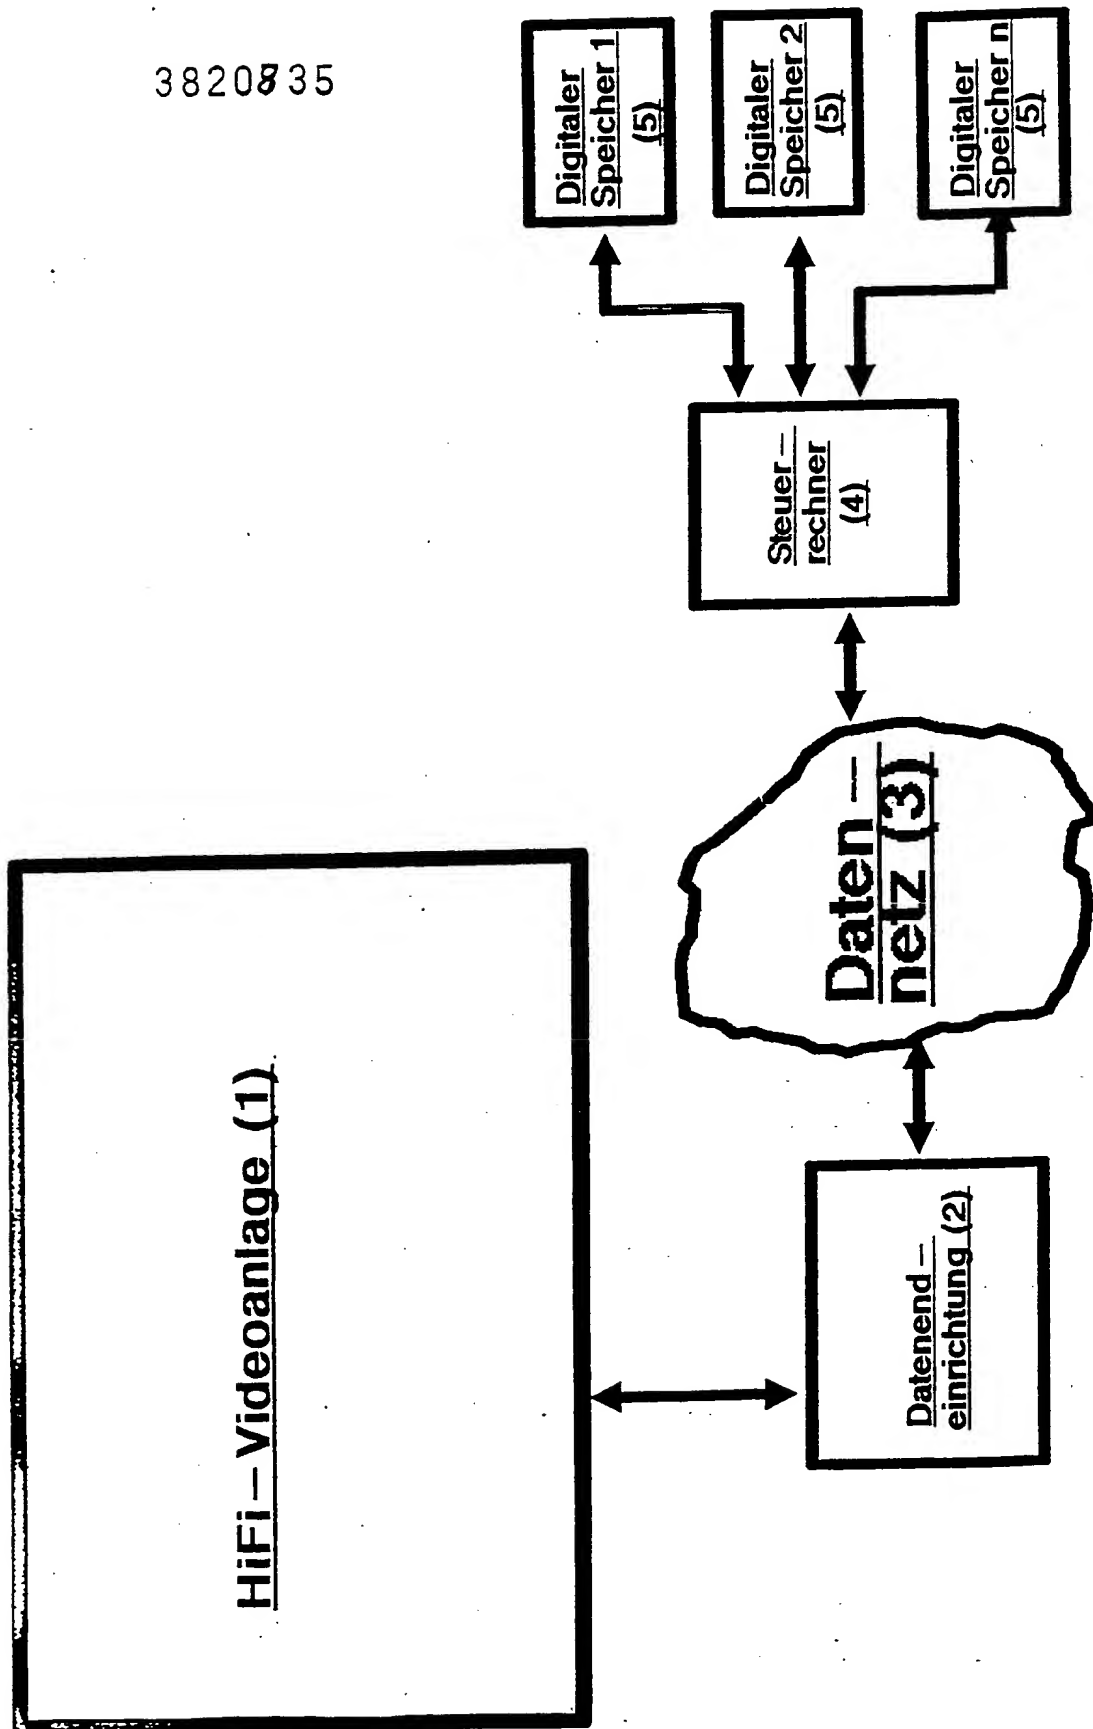 3820835
HiFi–Videoanlage (1)
Datenend–
einrichtung (2)
Daten–
netz (3)
Steuer–
rechner
(4)
Digitaler
Speicher 1
(5)
Digitaler
Speicher 2
(5)
Digitaler
Speicher n
(5)